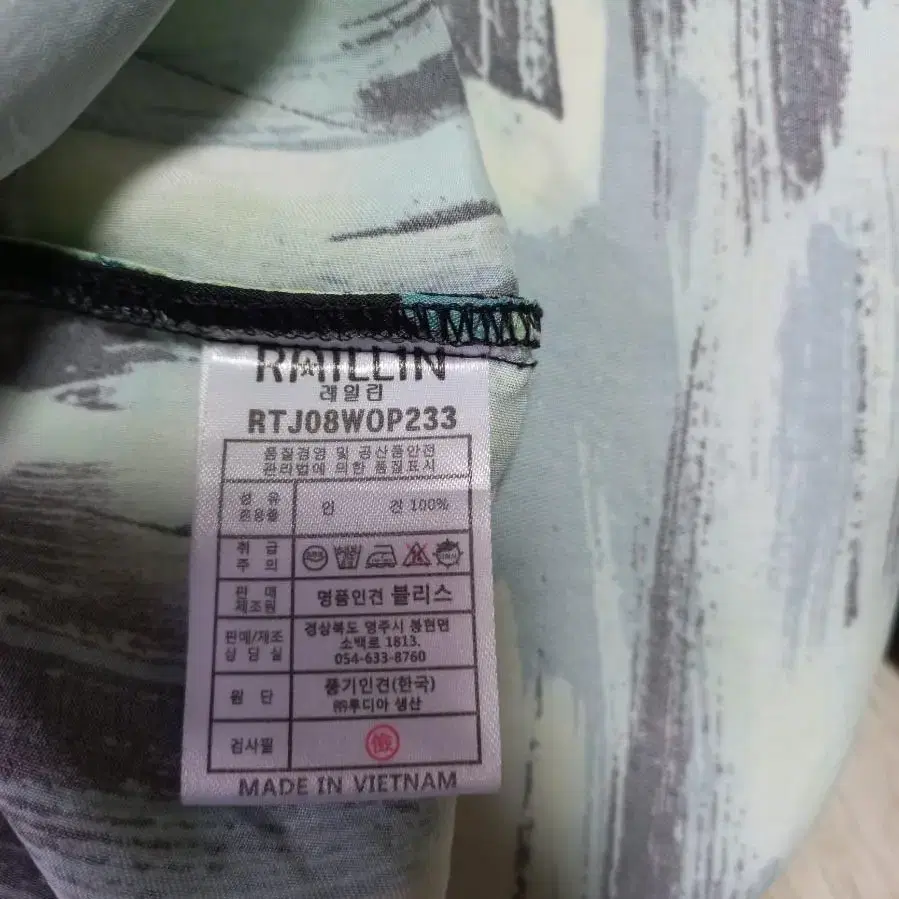 RAILLIN
레일린
RTJ08WOP233
품질경영 및 공산품안전
관리법에 의한 품질표시
섬 유
혼용률
인 견 100%
취 급
주 의
판 매
제조원
명품인견 블리스
판매/제조
상 담 실
경상북도 영주시 봉현면
소백로 1813.
054-633-8760
원 단
풍기인견(한국)
㈜루디아 생산
검사필
檢
MADE IN VIETNAM